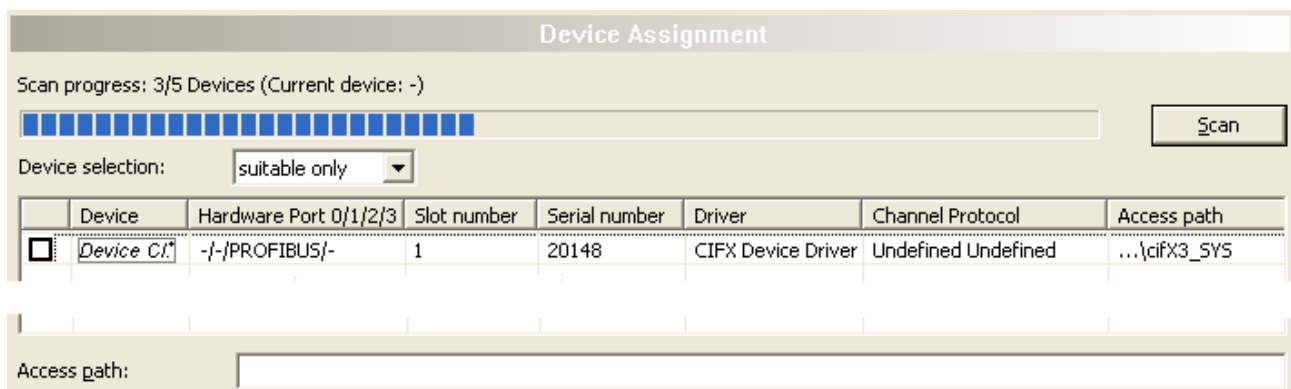 Device Assignment
Scan progress: 3/5 Devices (Current device: -)
Scan
Device selection: suitable only
Device Hardware Port 0/1/2/3 Slot number Serial number Driver Channel Protocol Access path
Device CI.* -/-/PROFIBUS/- 1 20148 CIFX Device Driver Undefined Undefined ...\cifX3_SYS
Access path: